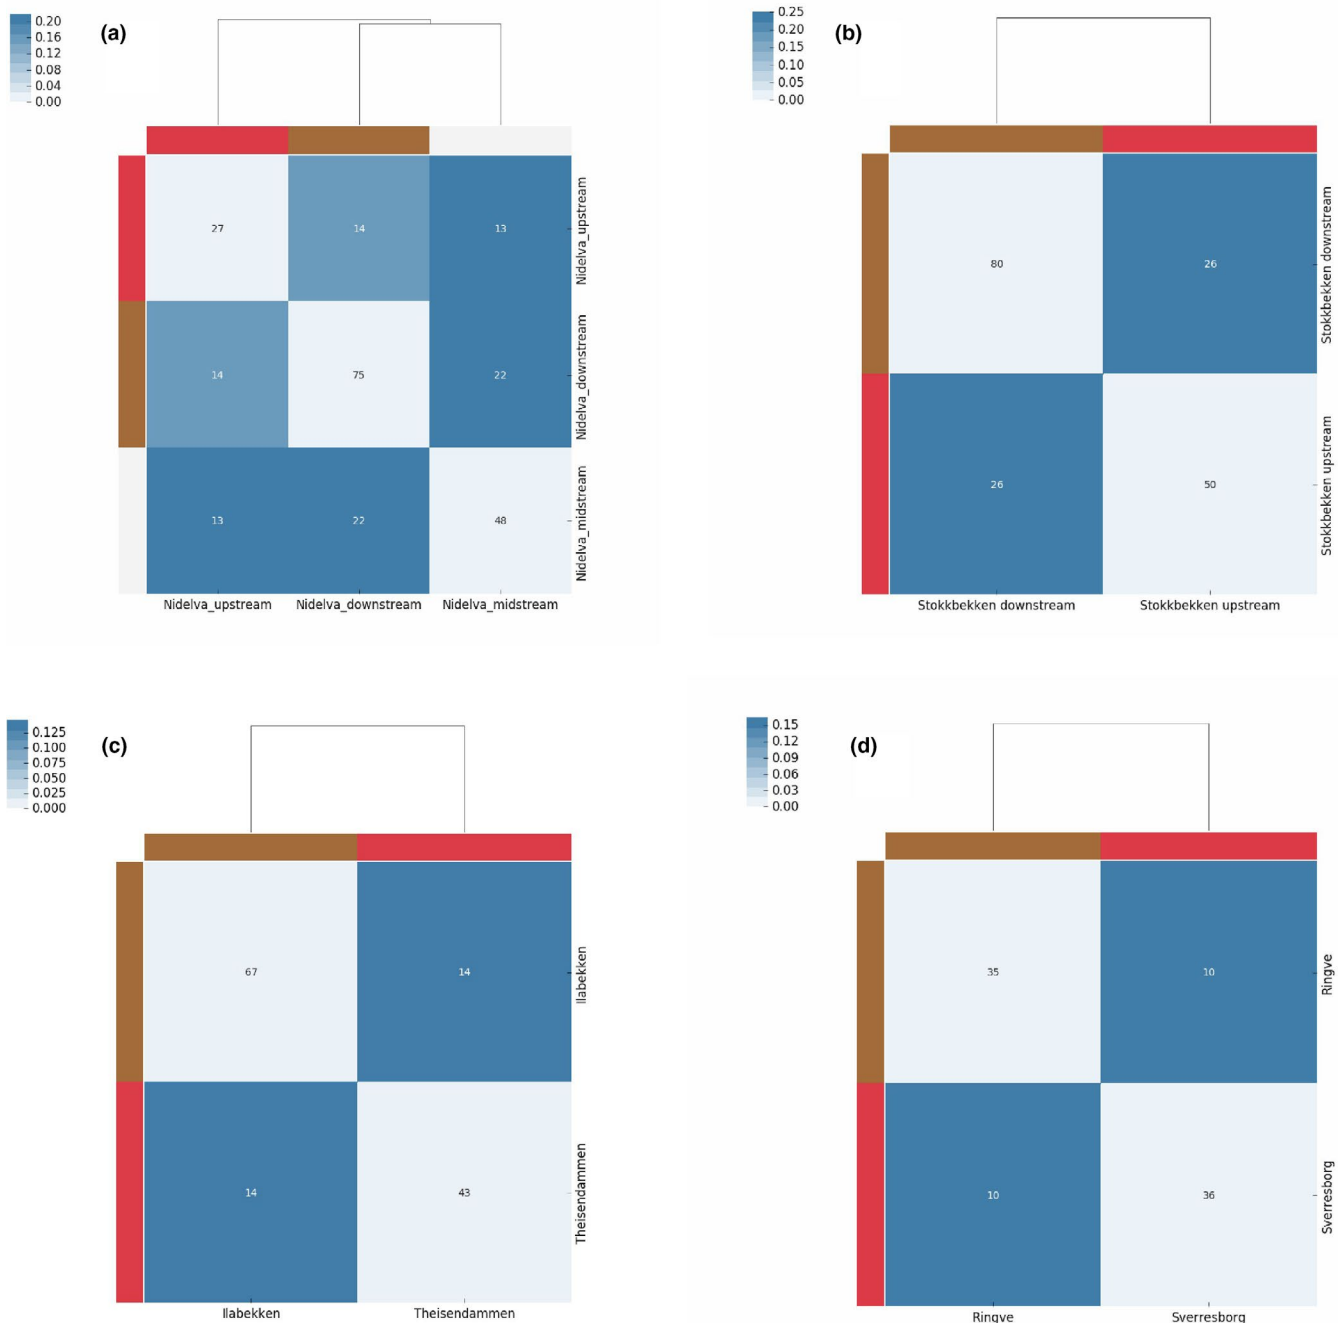 (a)
0.20
0.16
0.12
0.08
0.04
0.00
27
14
13
14
75
22
13
22
48
Nidelva_upstream
Nidelva_downstream
Nidelva_midstream
Nidelva_upstream
Nidelva_downstream
Nidelva_midstream
(b)
0.25
0.20
0.15
0.10
0.05
0.00
80
26
26
50
Stokkbekken downstream
Stokkbekken upstream
Stokkbekken downstream
Stokkbekken upstream
(c)
0.125
0.100
0.075
0.050
0.025
0.000
67
14
14
43
Ilabekken
Theisendammen
Ilabekken
Theisendammen
(d)
0.15
0.12
0.09
0.06
0.03
0.00
35
10
10
36
Ringve
Sverresborg
Ringve
Sverresborg